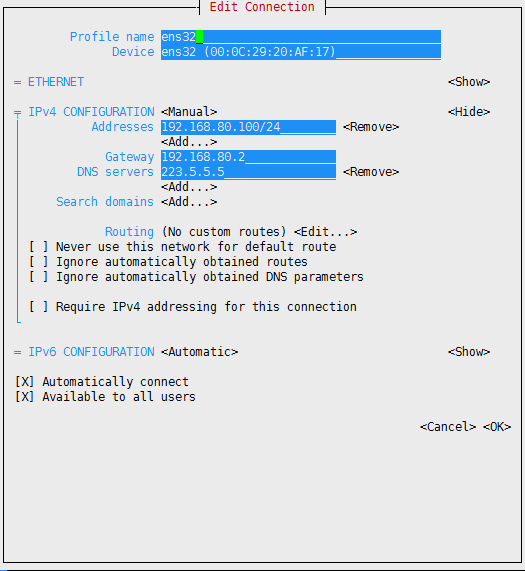 Edit Connection
Profile name ens32
Device ens32 (00:0C:29:20:AF:17)
= ETHERNET <Show>
IPv4 CONFIGURATION <Manual> <Hide>
Addresses 192.168.80.100/24 <Remove>
<Add...>
Gateway 192.168.80.2
DNS servers 223.5.5.5 <Remove>
<Add...>
Search domains <Add...>
Routing (No custom routes) <Edit...>
[ ] Never use this network for default route
[ ] Ignore automatically obtained routes
[ ] Ignore automatically obtained DNS parameters
[ ] Require IPv4 addressing for this connection
= IPv6 CONFIGURATION <Automatic> <Show>
[X] Automatically connect
[X] Available to all users
<Cancel> <OK>